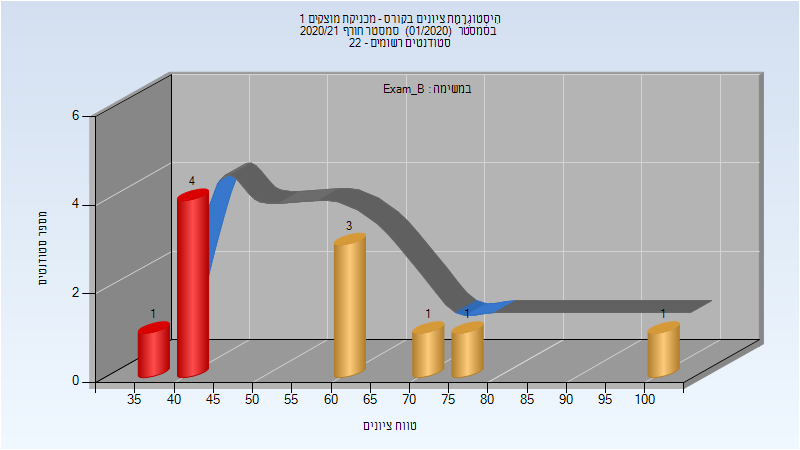 היסטוגרמת ציונים בקורס - מכניקת מוצקים 1
בסמסטר (01/2020) סמסטר חורף 2020/21
סטודנטים רשומים - 22
במשימה : Exam_B
מספר סטודנטים
6
4
2
0
4
3
1
1
1
1
35 40 45 50 55 60 65 70 75 80 85 90 95 100
טווח ציונים